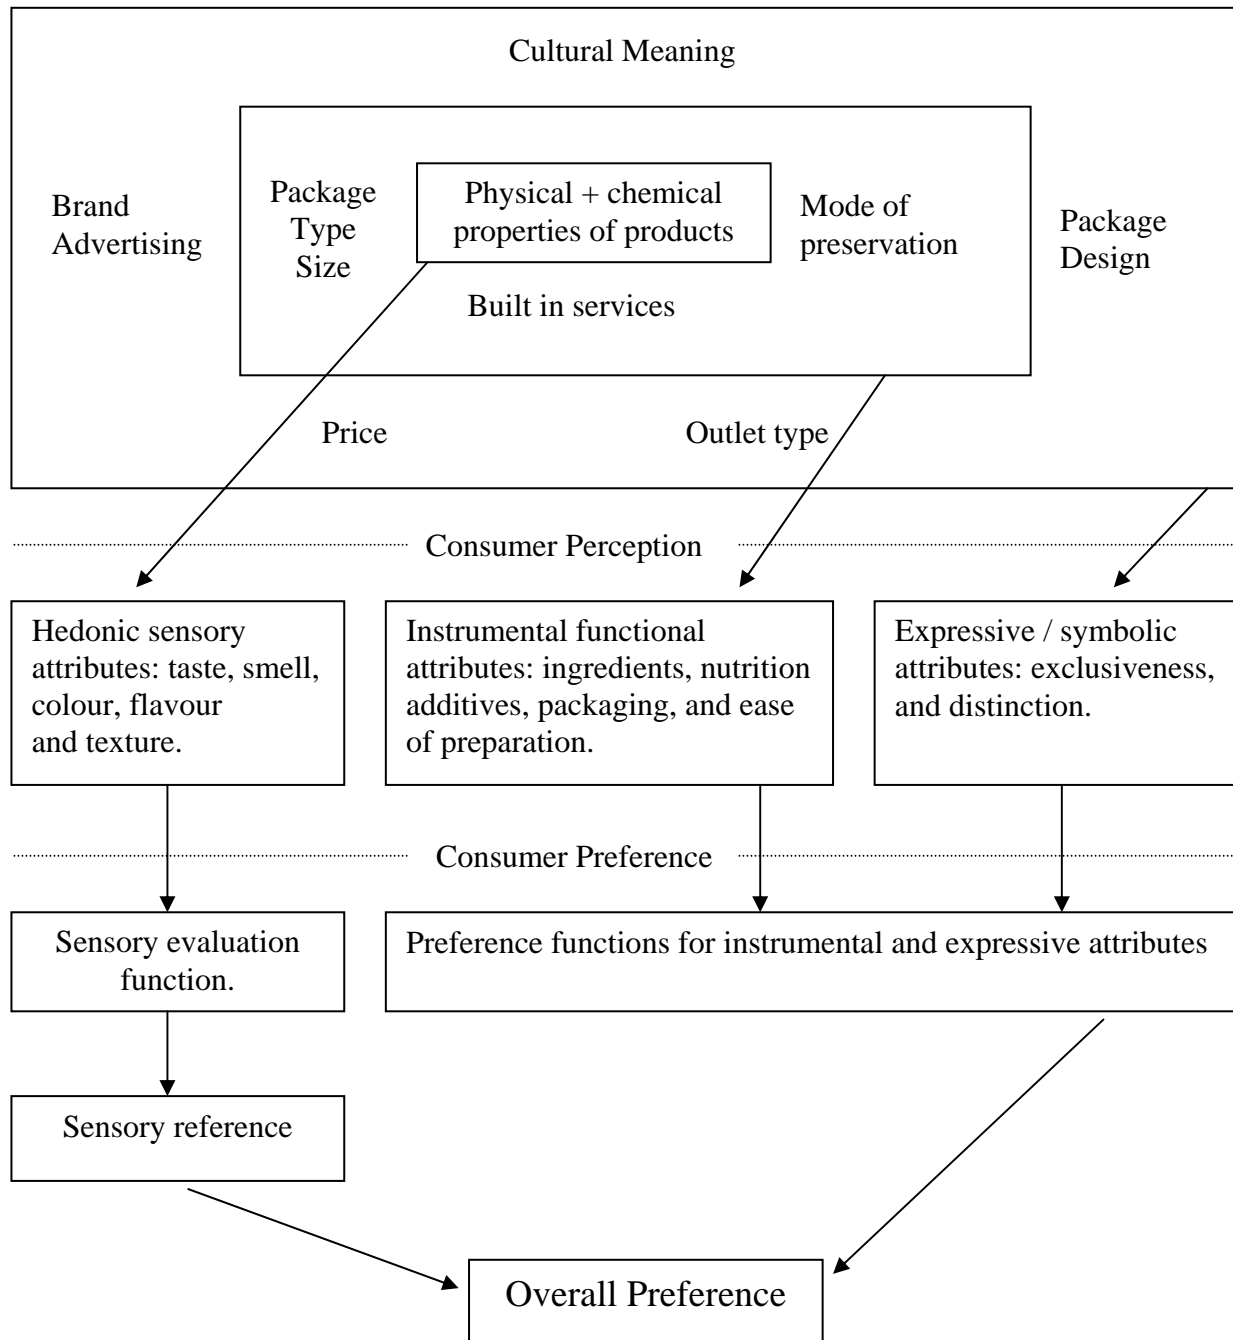 Cultural Meaning
Brand
Advertising
Package
Type
Size
Physical + chemical
properties of products
Mode of
preservation
Package
Design
Built in services
Price
Outlet type
Consumer Perception
Hedonic sensory
attributes: taste, smell,
colour, flavour
and texture.
Instrumental functional
attributes: ingredients, nutrition
additives, packaging, and ease
of preparation.
Expressive / symbolic
attributes: exclusiveness,
and distinction.
Consumer Preference
Sensory evaluation
function.
Preference functions for instrumental and expressive attributes
Sensory reference
Overall Preference